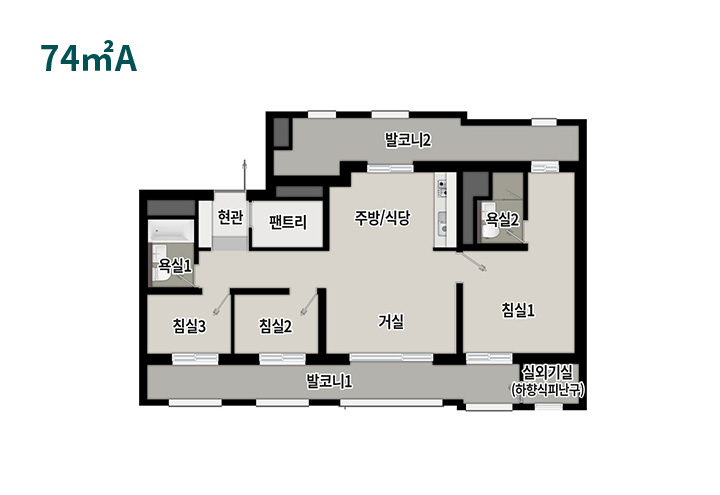 74㎡A
발코니2
현관
팬트리
주방/식당
욕실2
욕실1
침실3
침실2
거실
침실1
발코니1
실외기실
(하향식피난구)